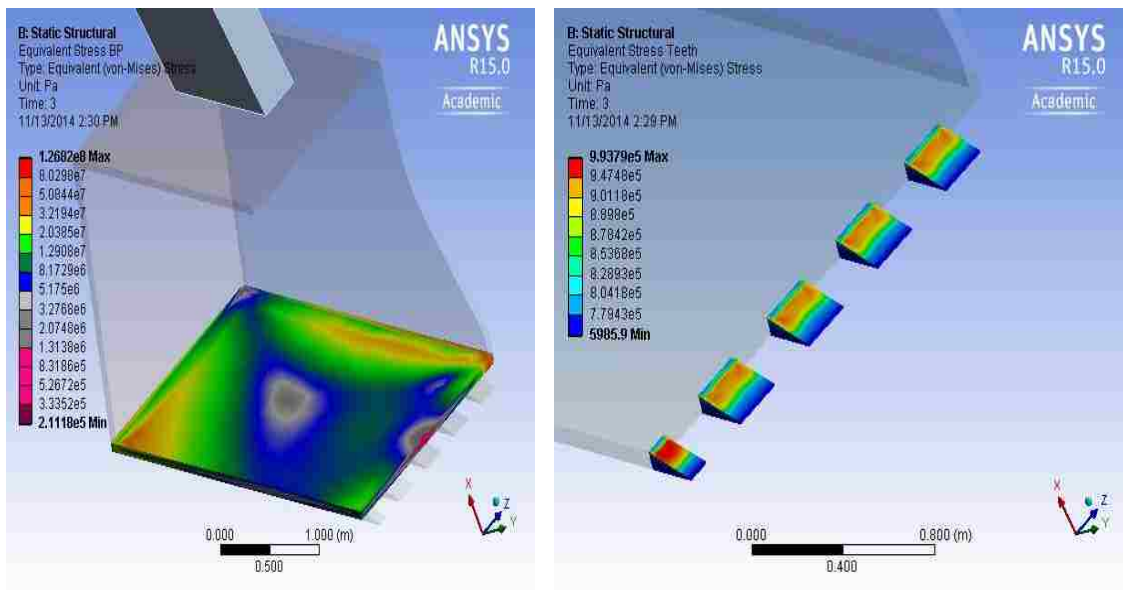 B: Static Structural
Equivalent Stress BP
Type: Equivalent (von-Mises) Stress
Unit: Pa
Time: 3
11/13/2014 2:30 PM
ANSYS
R15.0
Academic
1.2682e8 Max
8.0298e7
5.0844e7
3.2194e7
2.0385e7
1.2908e7
8.1729e6
5.175e6
3.2768e6
2.0748e6
1.3138e6
8.3186e5
5.2672e5
3.3352e5
2.1118e5 Min
X
Z
Y
0.000
1.000 (m)
0.500
B: Static Structural
Equivalent Stress Teeth
Type: Equivalent (von-Mises) Stress
Unit: Pa
Time: 3
11/13/2014 2:29 PM
ANSYS
R15.0
Academic
9.9379e5 Max
9.4748e5
9.0118e5
8.898e5
8.7842e5
8.5368e5
8.2893e5
8.0418e5
7.7943e5
5985.9 Min
X
Z
Y
0.000
0.800 (m)
0.400